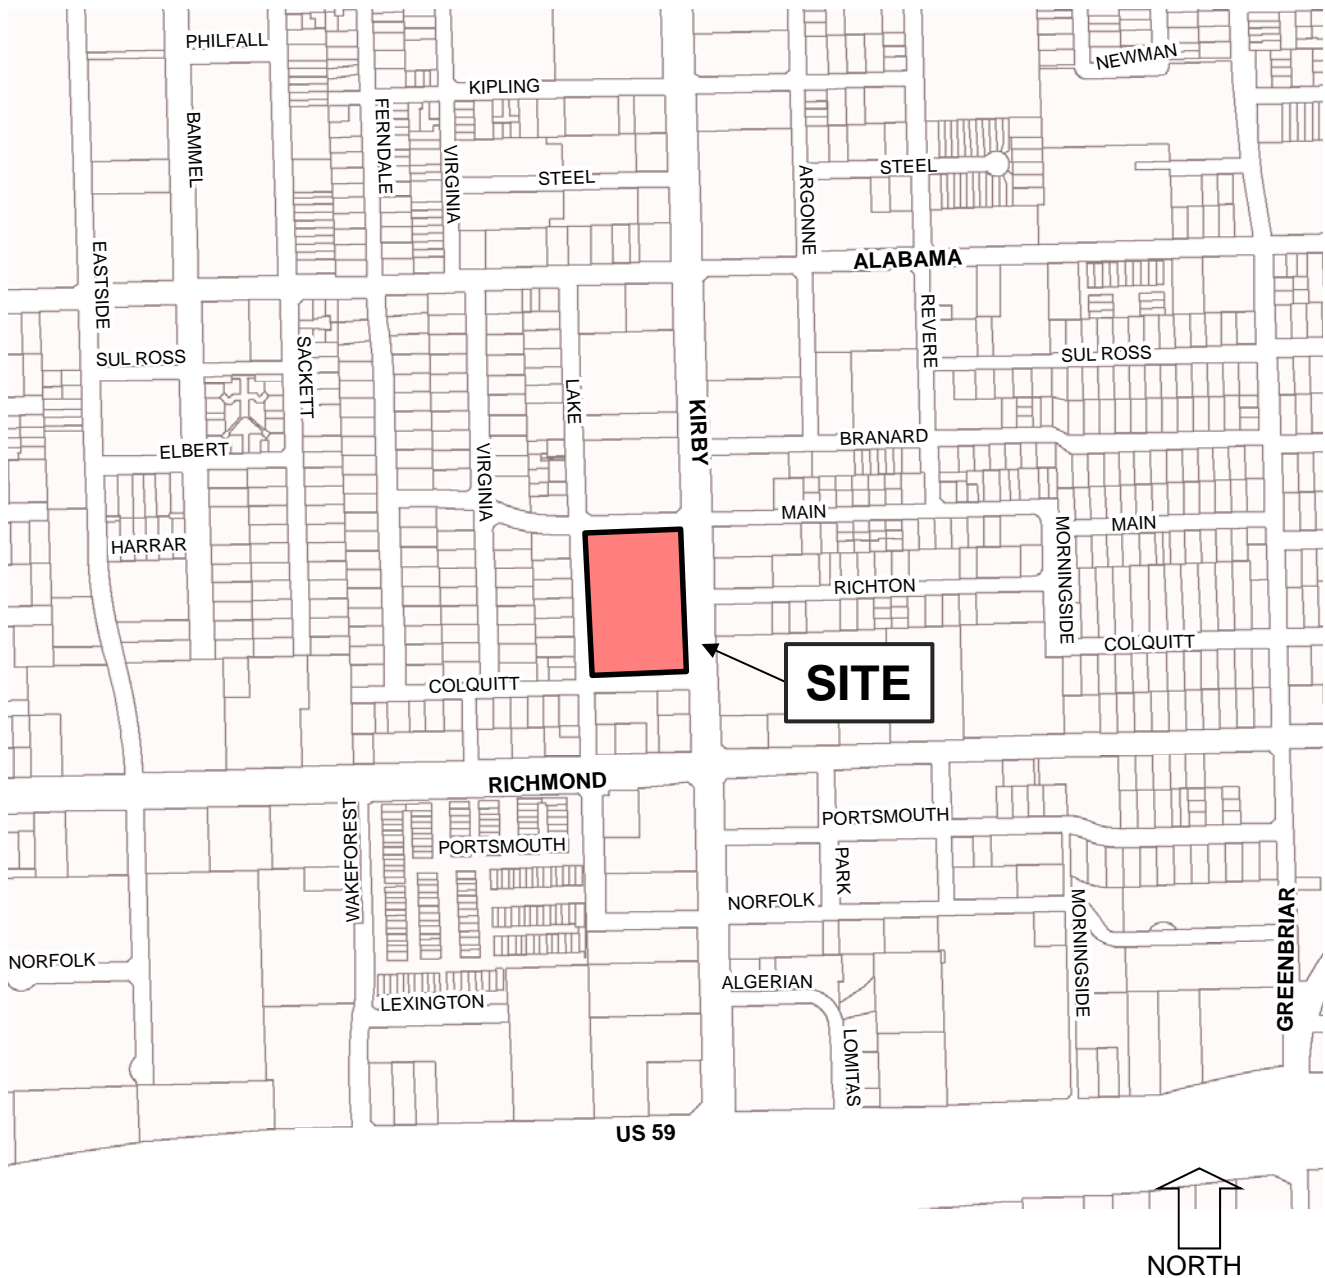 PHILFALL
NEWMAN
KIPLING
BAMMEL
FERNDALE
VIRGINIA
STEEL
STEEL
ARGONNE
EASTSIDE
ALABAMA
REVERE
SUL ROSS
SUL ROSS
SACKETT
LAKE
KIRBY
BRANARD
ELBERT
VIRGINIA
MAIN
MAIN
HARRAR
MORNINGSIDE
RICHTON
COLQUITT
COLQUITT
SITE
RICHMOND
PORTSMOUTH
WAKEFOREST
PORTSMOUTH
PARK
NORFOLK
MORNINGSIDE
GREENBRIAR
NORFOLK
ALGERIAN
LEXINGTON
LOMITAS
US 59
NORTH